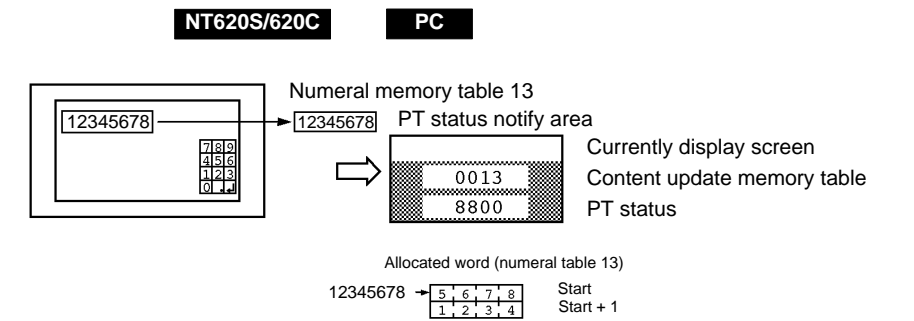 NT620S/620C PC
Numeral memory table 13
12345678 12345678 PT status notify area
7 8 9
4 5 6
1 2 3
0 . ↲
Currently display screen
0013 Content update memory table
8800 PT status
Allocated word (numeral table 13)
12345678 5 6 7 8 Start
1 2 3 4 Start + 1